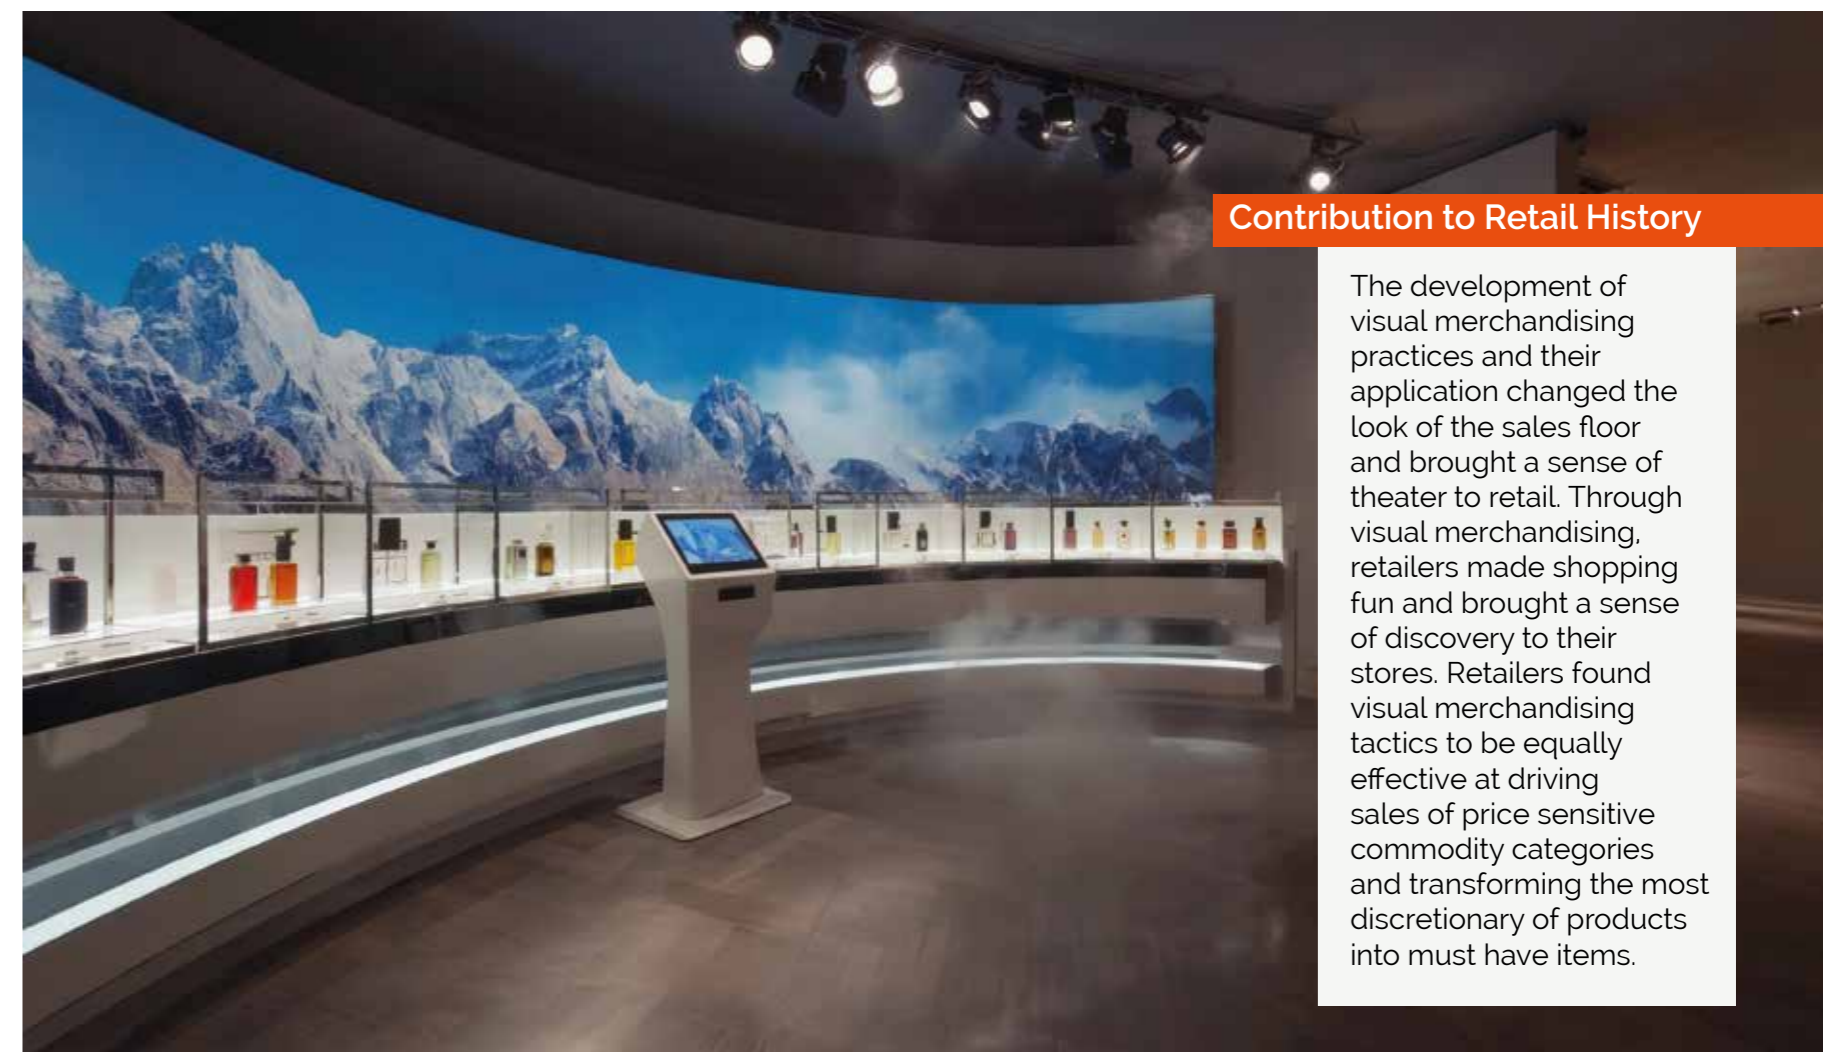 Contribution to Retail History
The development of
visual merchandising
practices and their
application changed the
look of the sales floor
and brought a sense of
theater to retail. Through
visual merchandising,
retailers made shopping
fun and brought a sense
of discovery to their
stores. Retailers found
visual merchandising
tactics to be equally
effective at driving
sales of price sensitive
commodity categories
and transforming the most
discretionary of products
into must have items.